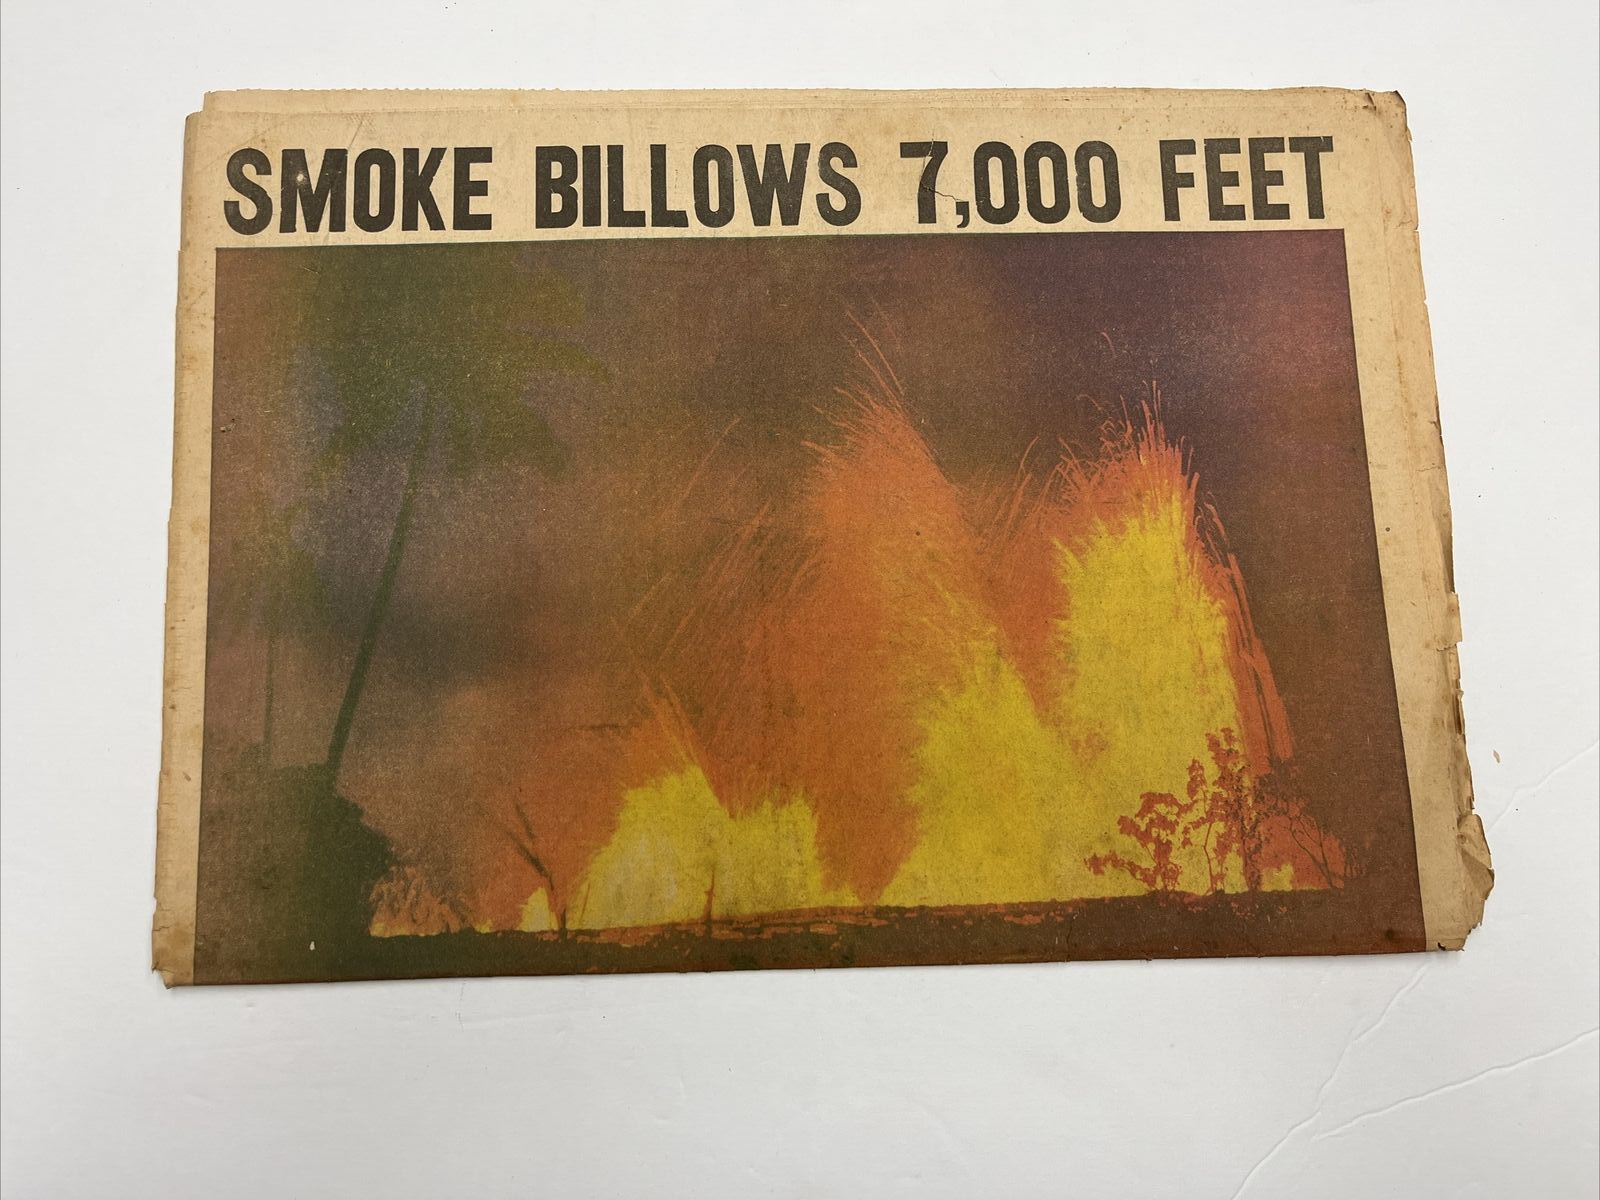 SMOKE BILLOWS 7,000 FEET